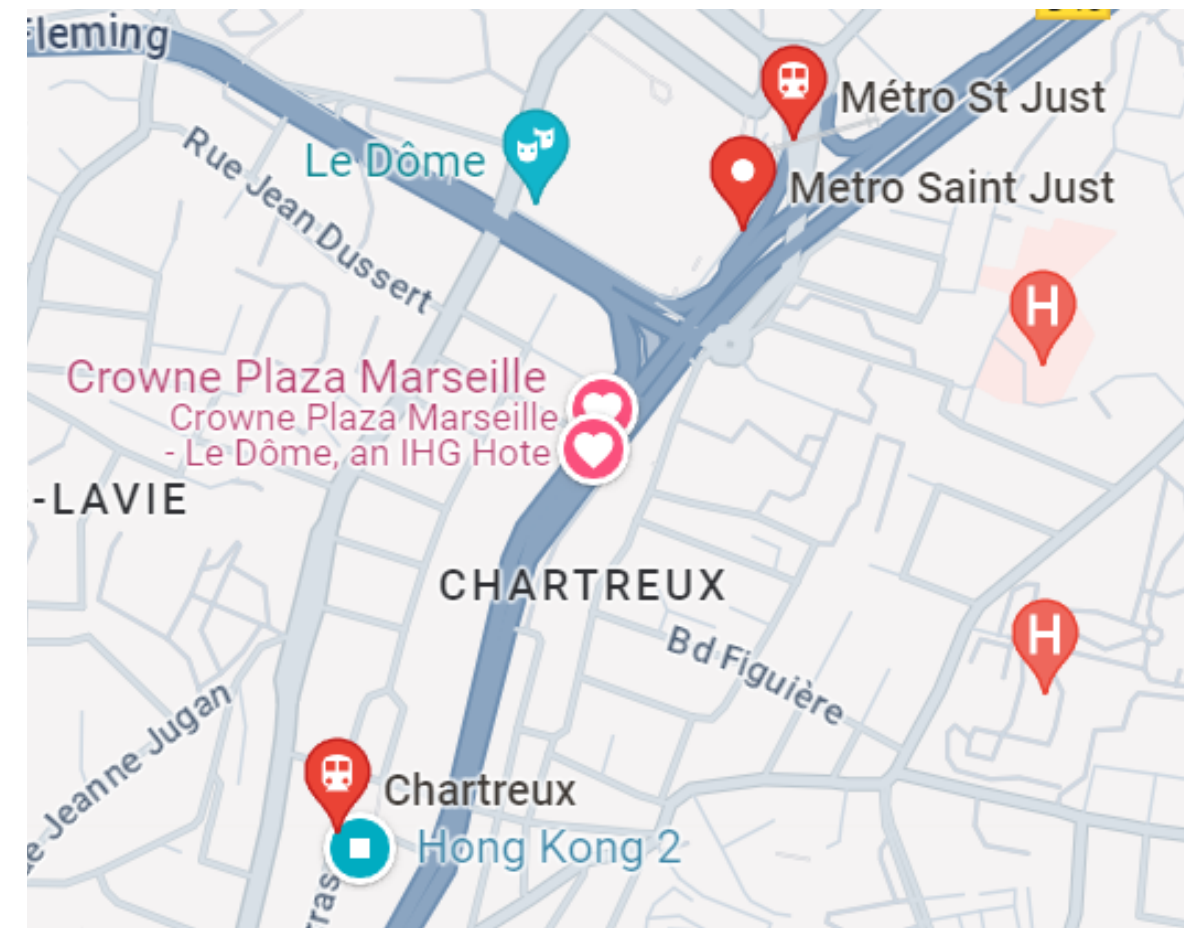 Fleming
Métro St Just
Le Dôme
Metro Saint Just
Rue Jean Dussert
H
Crowne Plaza Marseille
Crowne Plaza Marseille
- Le Dôme, an IHG Hote
-LAVIE
CHARTREUX
H
Bd Figuière
Jeanne Jugan
Chartreux
Hong Kong 2